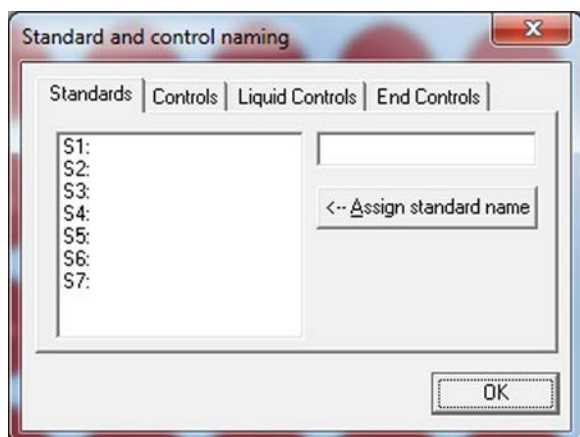 Standard and control naming
Standards Controls Liquid Controls End Controls
S1:
S2:
S3:
S4:
S5:
S6:
S7:
<-- Assign standard name
OK